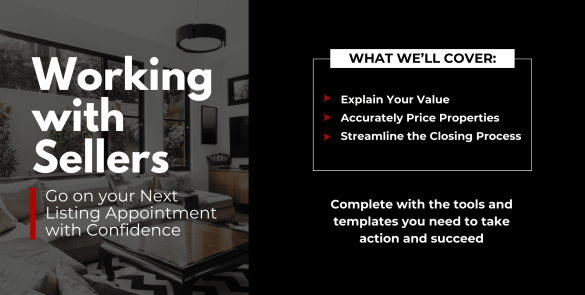 Working
with
Sellers
Go on your Next
Listing Appointment
with Confidence
WHAT WE'LL COVER:
Explain Your Value
Accurately Price Properties
Streamline the Closing Process
Complete with the tools and
templates you need to take
action and succeed